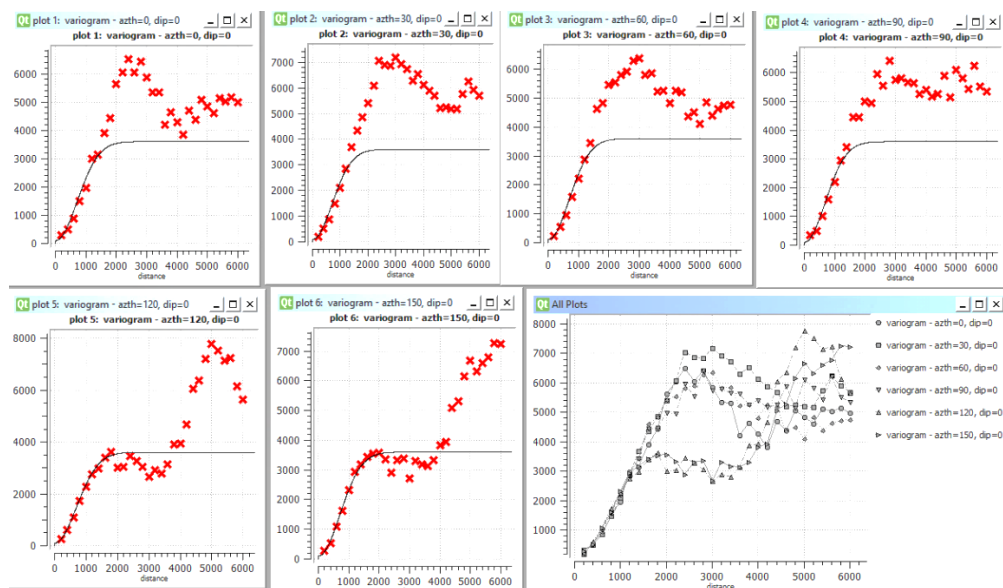 Qt plot 1: variogram - azth=0, dip=0
plot 1: variogram - azth=0, dip=0
6000
5000
4000
3000
2000
1000
0
0 1000 2000 3000 4000 5000 6000
distance
Qt plot 2: variogram - azth=30, dip=0
plot 2: variogram - azth=30, dip=0
7000
6000
5000
4000
3000
2000
1000
0
0 1000 2000 3000 4000 5000 6000
distance
Qt plot 3: variogram - azth=60, dip=0
plot 3: variogram - azth=60, dip=0
6000
5000
4000
3000
2000
1000
0
0 1000 2000 3000 4000 5000 6000
distance
Qt plot 4: variogram - azth=90, dip=0
plot 4: variogram - azth=90, dip=0
6000
5000
4000
3000
2000
1000
0
0 1000 2000 3000 4000 5000 6000
distance
Qt plot 5: variogram - azth=120, dip=0
plot 5: variogram - azth=120, dip=0
8000
7000
6000
5000
4000
3000
2000
1000
0
0 1000 2000 3000 4000 5000 6000
distance
Qt plot 6: variogram - azth=150, dip=0
plot 6: variogram - azth=150, dip=0
7000
6000
5000
4000
3000
2000
1000
0
0 1000 2000 3000 4000 5000 6000
distance
Qt All Plots
8000
7000
6000
5000
4000
3000
2000
1000
0 1000 2000 3000 4000 5000 6000
distance
variogram - azth=0, dip=0
variogram - azth=30, dip=0
variogram - azth=60, dip=0
variogram - azth=90, dip=0
variogram - azth=120, dip=0
variogram - azth=150, dip=0